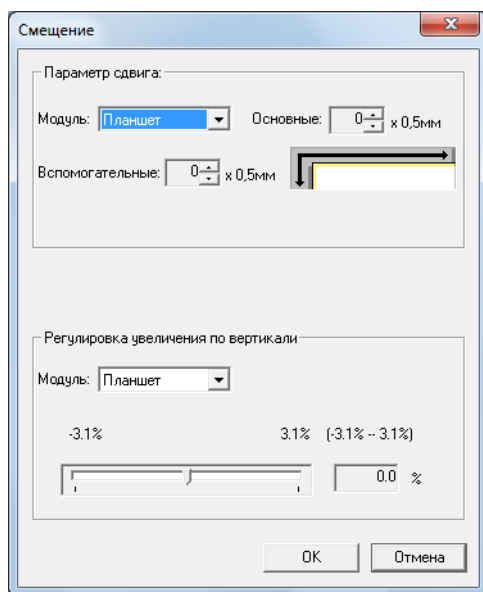 Смещение
Параметр сдвига:
Модуль: Планшет Основные: 0 x 0,5мм
Вспомогательные: 0 x 0,5мм
Регулировка увеличения по вертикали
Модуль: Планшет
-3.1% 3.1% (-3.1% -- 3.1%)
0.0 %
OK Отмена